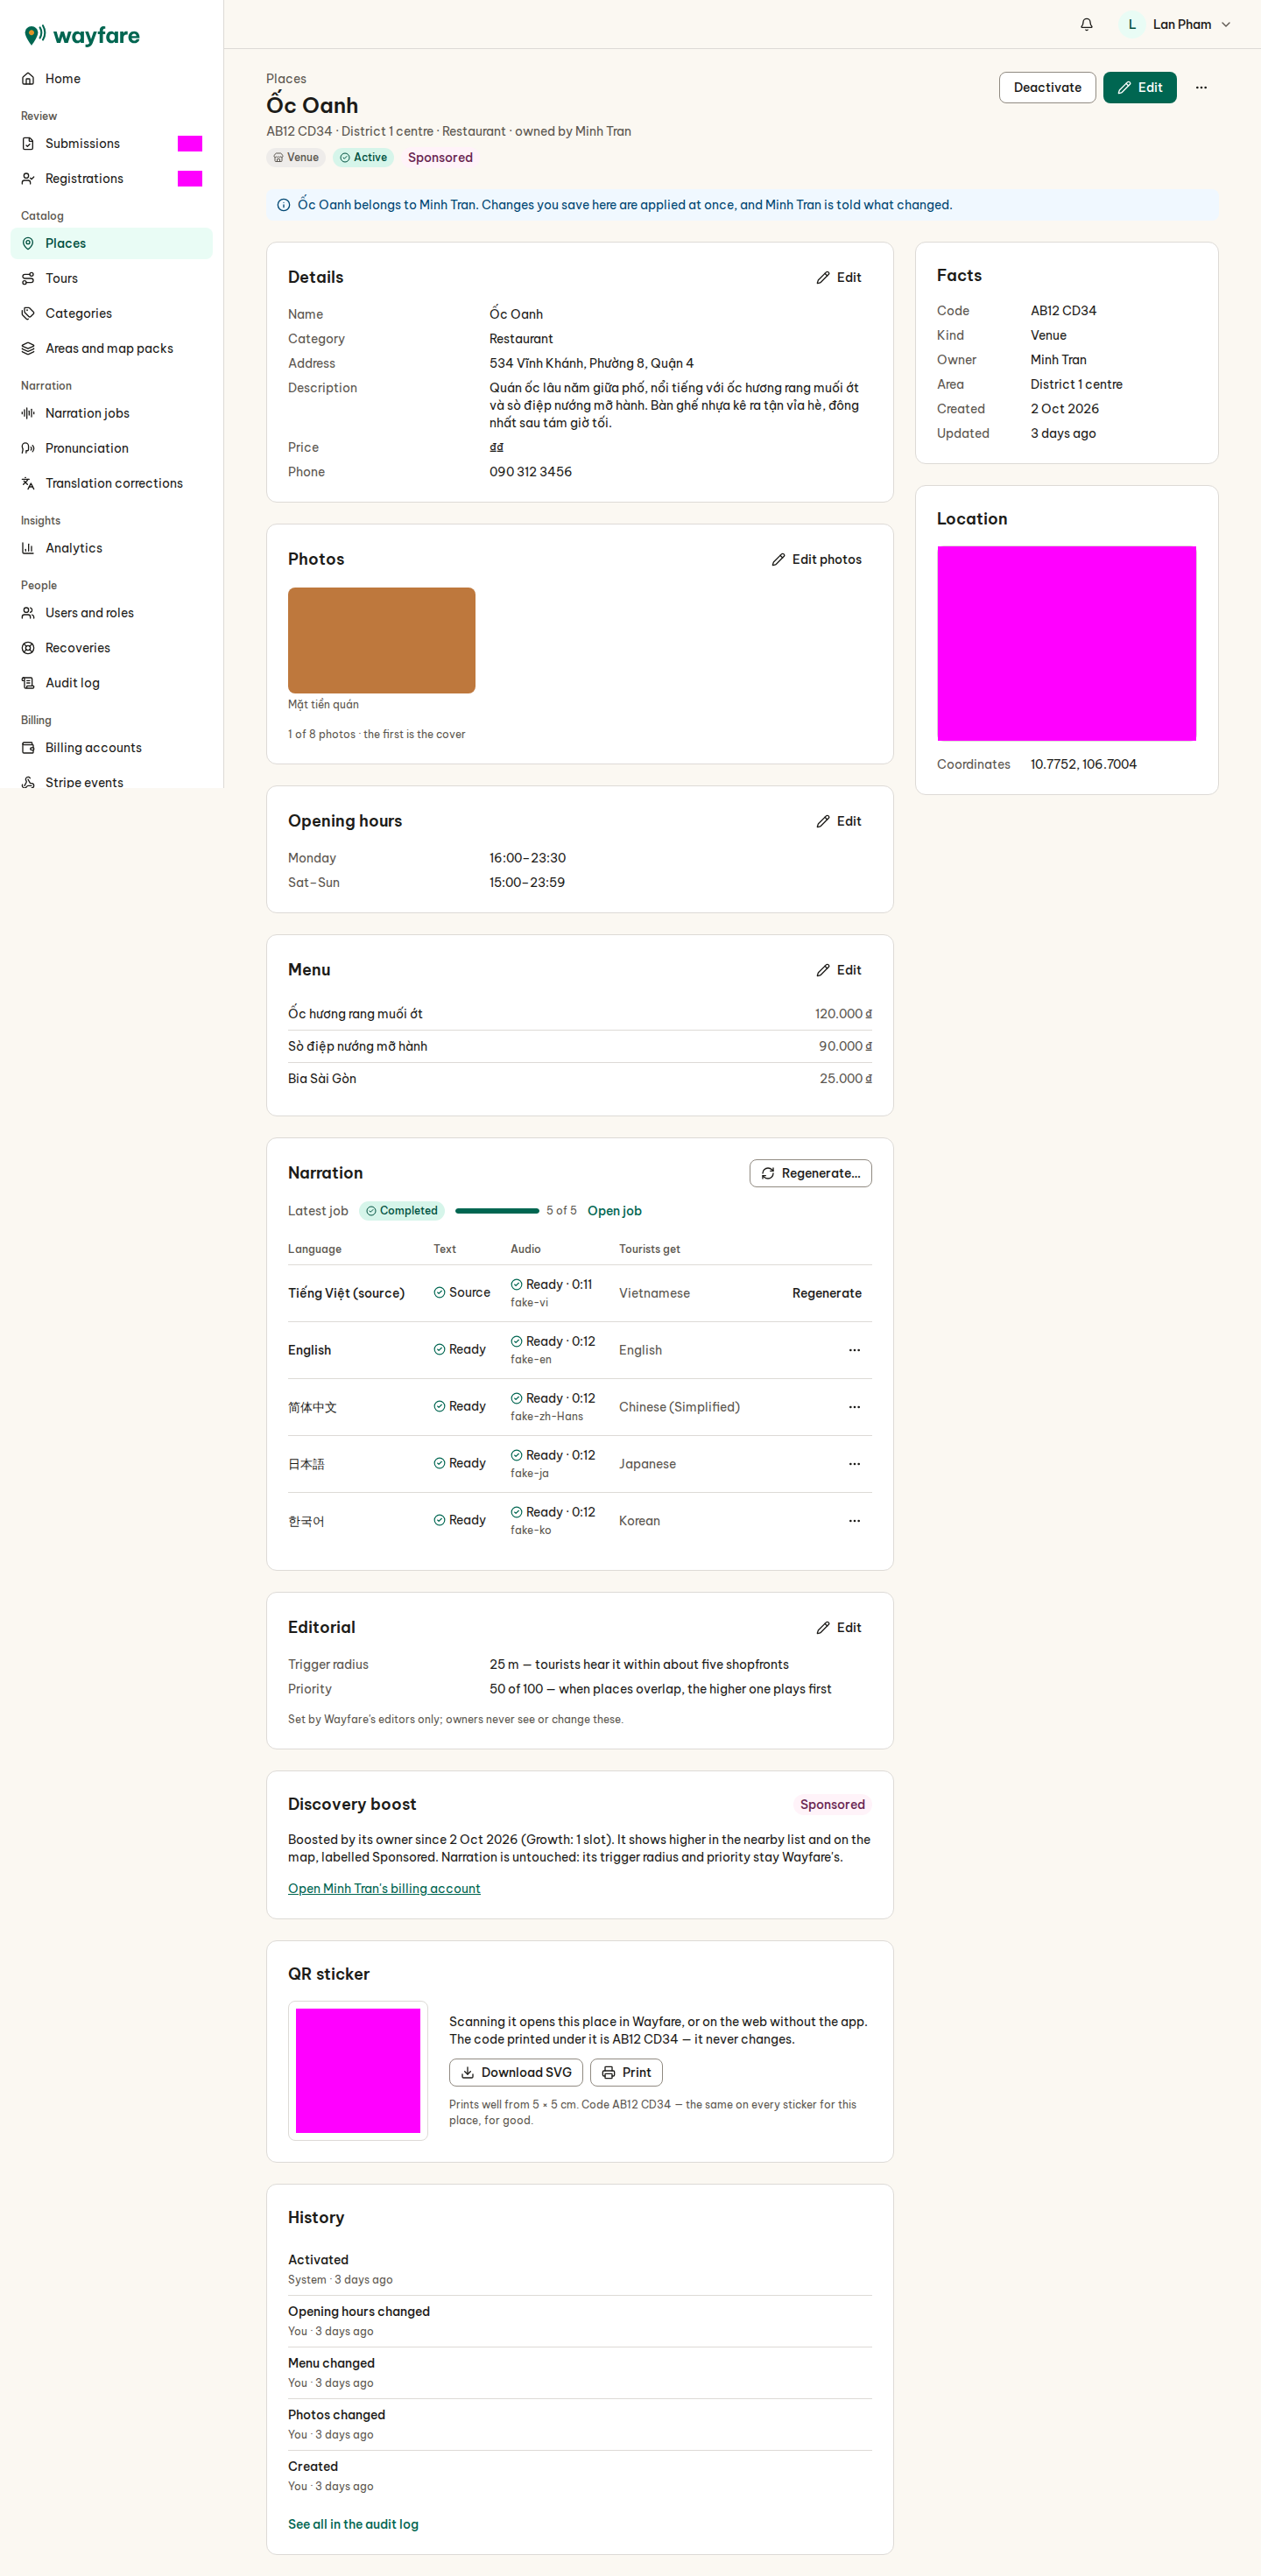 wayfare
Home
Review
Submissions
Registrations
Catalog
Places
Tours
Categories
Areas and map packs
Narration
Narration jobs
Pronunciation
Translation corrections
Insights
Analytics
People
Users and roles
Recoveries
Audit log
Billing
Billing accounts
Stripe events
L Lan Pham
Places
Ốc Oanh
AB12 CD34 · District 1 centre · Restaurant · owned by Minh Tran
Venue Active Sponsored
Deactivate Edit
Ốc Oanh belongs to Minh Tran. Changes you save here are applied at once, and Minh Tran is told what changed.
Details Edit
Name Ốc Oanh
Category Restaurant
Address 534 Vĩnh Khánh, Phường 8, Quận 4
Description Quán ốc lâu năm giữa phố, nổi tiếng với ốc hương rang muối ớt
và sò điệp nướng mỡ hành. Bàn ghế nhựa kê ra tận vỉa hè, đông
nhất sau tám giờ tối.
Price ₫₫
Phone 090 312 3456
Photos Edit photos
Mặt tiền quán
1 of 8 photos · the first is the cover
Opening hours Edit
Monday 16:00–23:30
Sat–Sun 15:00–23:59
Menu Edit
Ốc hương rang muối ớt 120.000 ₫
Sò điệp nướng mỡ hành 90.000 ₫
Bia Sài Gòn 25.000 ₫
Narration Regenerate…
Latest job Completed 5 of 5 Open job
Language Text Audio Tourists get
Tiếng Việt (source) Source Ready · 0:11 Vietnamese Regenerate
fake-vi
English Ready Ready · 0:12 English
fake-en
简体中文 Ready Ready · 0:12 Chinese (Simplified)
fake-zh-Hans
日本語 Ready Ready · 0:12 Japanese
fake-ja
한국어 Ready Ready · 0:12 Korean
fake-ko
Editorial Edit
Trigger radius 25 m — tourists hear it within about five shopfronts
Priority 50 of 100 — when places overlap, the higher one plays first
Set by Wayfare's editors only; owners never see or change these.
Discovery boost Sponsored
Boosted by its owner since 2 Oct 2026 (Growth: 1 slot). It shows higher in the nearby list and on the
map, labelled Sponsored. Narration is untouched: its trigger radius and priority stay Wayfare's.
Open Minh Tran's billing account
QR sticker
Scanning it opens this place in Wayfare, or on the web without the app.
The code printed under it is AB12 CD34 — it never changes.
Download SVG Print
Prints well from 5 × 5 cm. Code AB12 CD34 — the same on every sticker for this
place, for good.
History
Activated
System · 3 days ago
Opening hours changed
You · 3 days ago
Menu changed
You · 3 days ago
Photos changed
You · 3 days ago
Created
You · 3 days ago
See all in the audit log
Facts
Code AB12 CD34
Kind Venue
Owner Minh Tran
Area District 1 centre
Created 2 Oct 2026
Updated 3 days ago
Location
Coordinates 10.7752, 106.7004